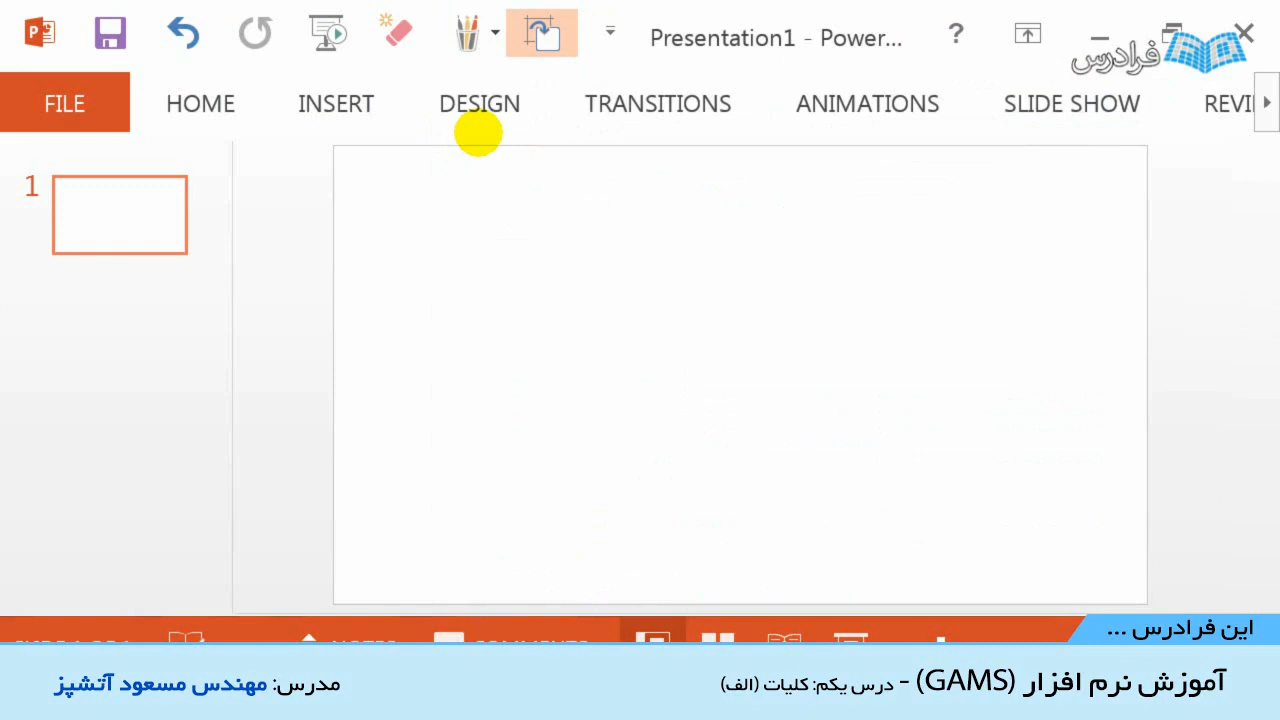 Presentation1 - Power...
?
فرادرس
FILE HOME INSERT DESIGN TRANSITIONS ANIMATIONS SLIDE SHOW REVI
1
این فرادرس ...
آموزش نرم افزار (GAMS) - درس یکم: کلیات (الف)
مدرس: مهندس مسعود آتشپز